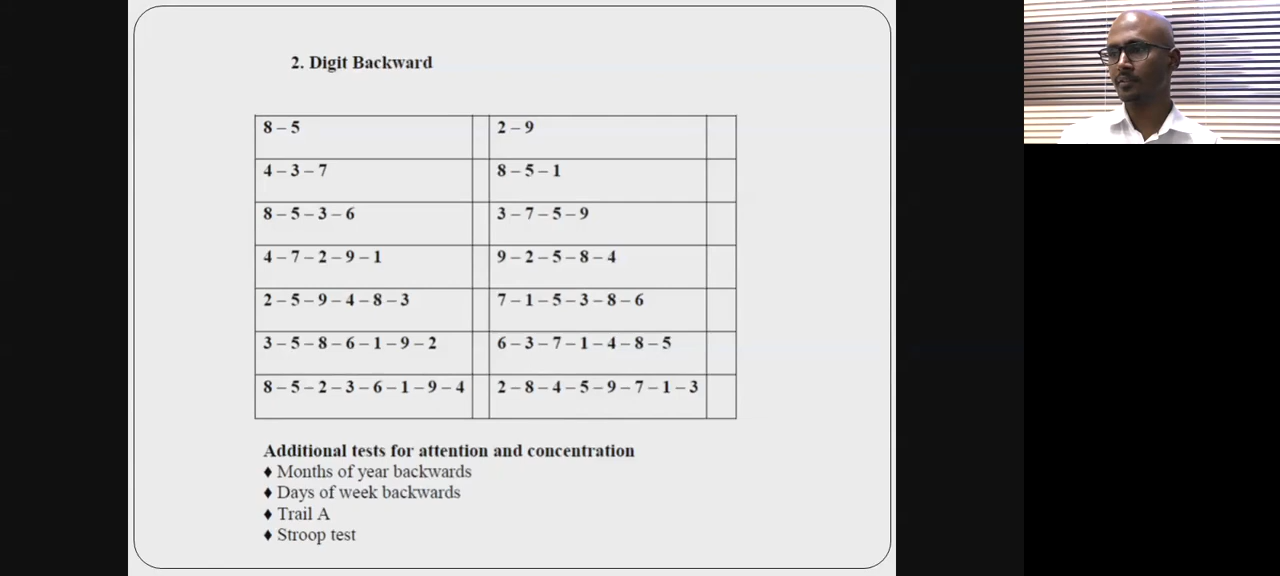 2. Digit Backward
8 – 5 2 – 9
4 – 3 – 7 8 – 5 – 1
8 – 5 – 3 – 6 3 – 7 – 5 – 9
4 – 7 – 2 – 9 – 1 9 – 2 – 5 – 8 – 4
2 – 5 – 9 – 4 – 8 – 3 7 – 1 – 5 – 3 – 8 – 6
3 – 5 – 8 – 6 – 1 – 9 – 2 6 – 3 – 7 – 1 – 4 – 8 – 5
8 – 5 – 2 – 3 – 6 – 1 – 9 – 4 2 – 8 – 4 – 5 – 9 – 7 – 1 – 3
Additional tests for attention and concentration
♦ Months of year backwards
♦ Days of week backwards
♦ Trail A
♦ Stroop test